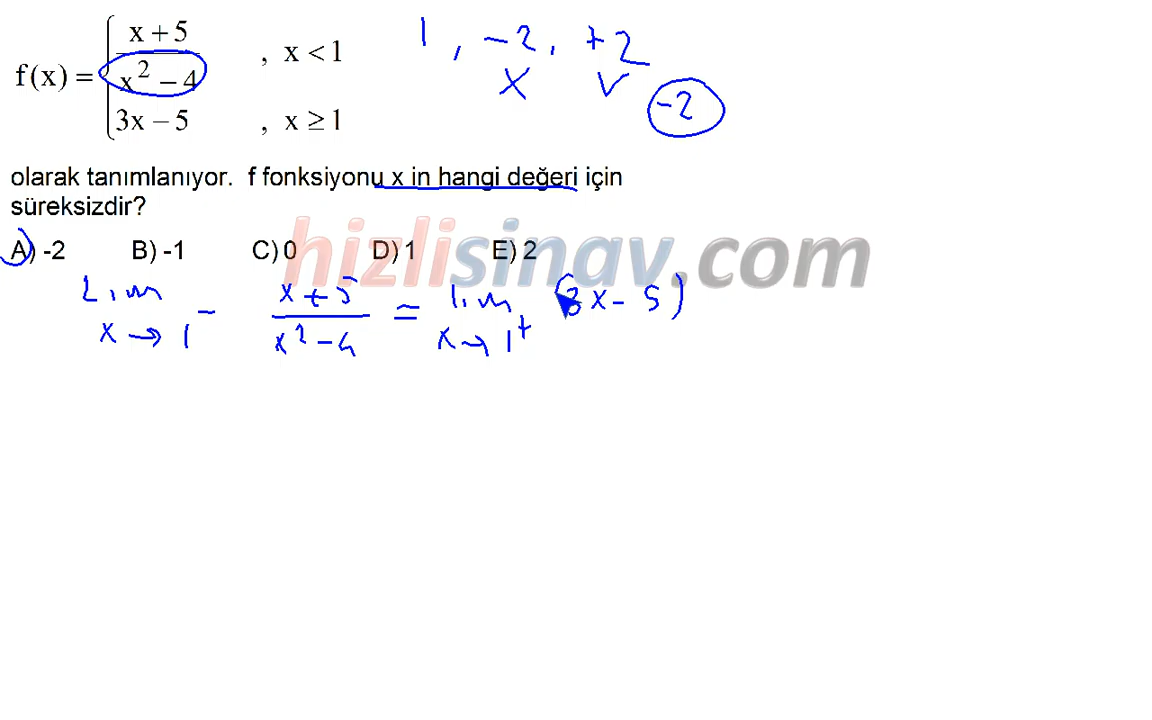 f(x) = { x + 5 / x² − 4 , x < 1
3x − 5 , x ≥ 1
1 , -2 , +2
x v
-2
olarak tanımlanıyor. f fonksiyonu x in hangi değeri için
süreksizdir?
A) -2 B) -1 C) 0 D) 1 E) 2
hizlisinav.com
Lim x → 1⁻ x + 5 / x² - 4 = lim x → 1⁺ (3x - 5)